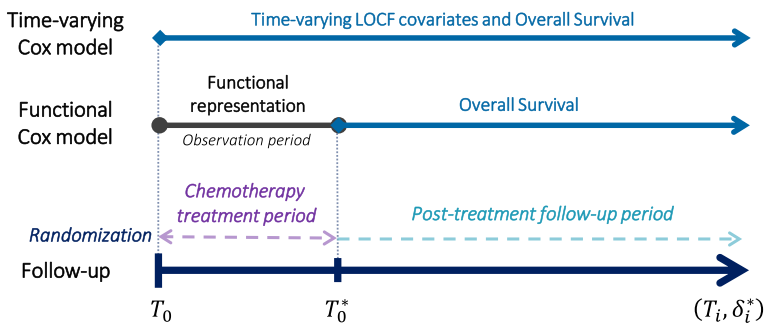 Time-varying
Cox model
Time-varying LOCF covariates and Overall Survival
Functional
Cox model
Functional
representation
Observation period
Overall Survival
Chemotherapy
treatment period
Post-treatment follow-up period
Randomization
Follow-up
T₀
T₀*
(Tᵢ, δᵢ*)